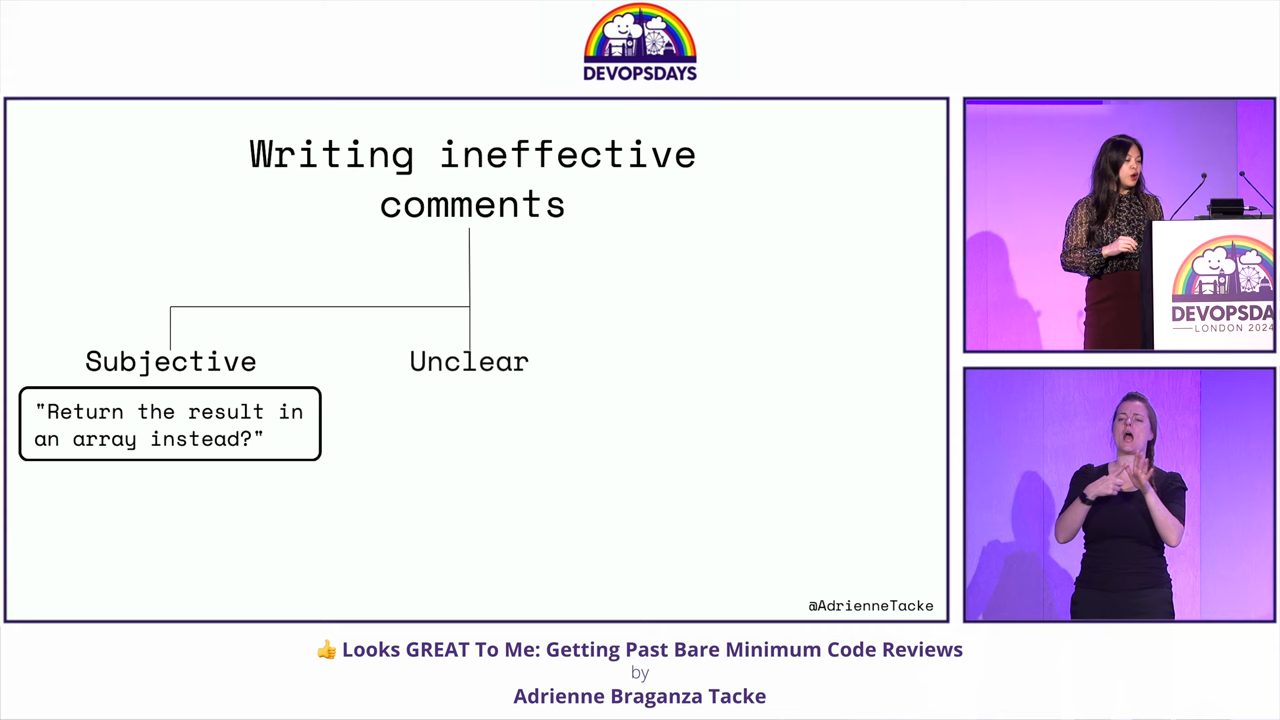 DEVOPSDAYS
Writing ineffective
comments
Subjective
Unclear
"Return the result in
an array instead?"
@AdrienneTacke
DEVOPSDA
LONDON 2024
👍 Looks GREAT To Me: Getting Past Bare Minimum Code Reviews
by
Adrienne Braganza Tacke